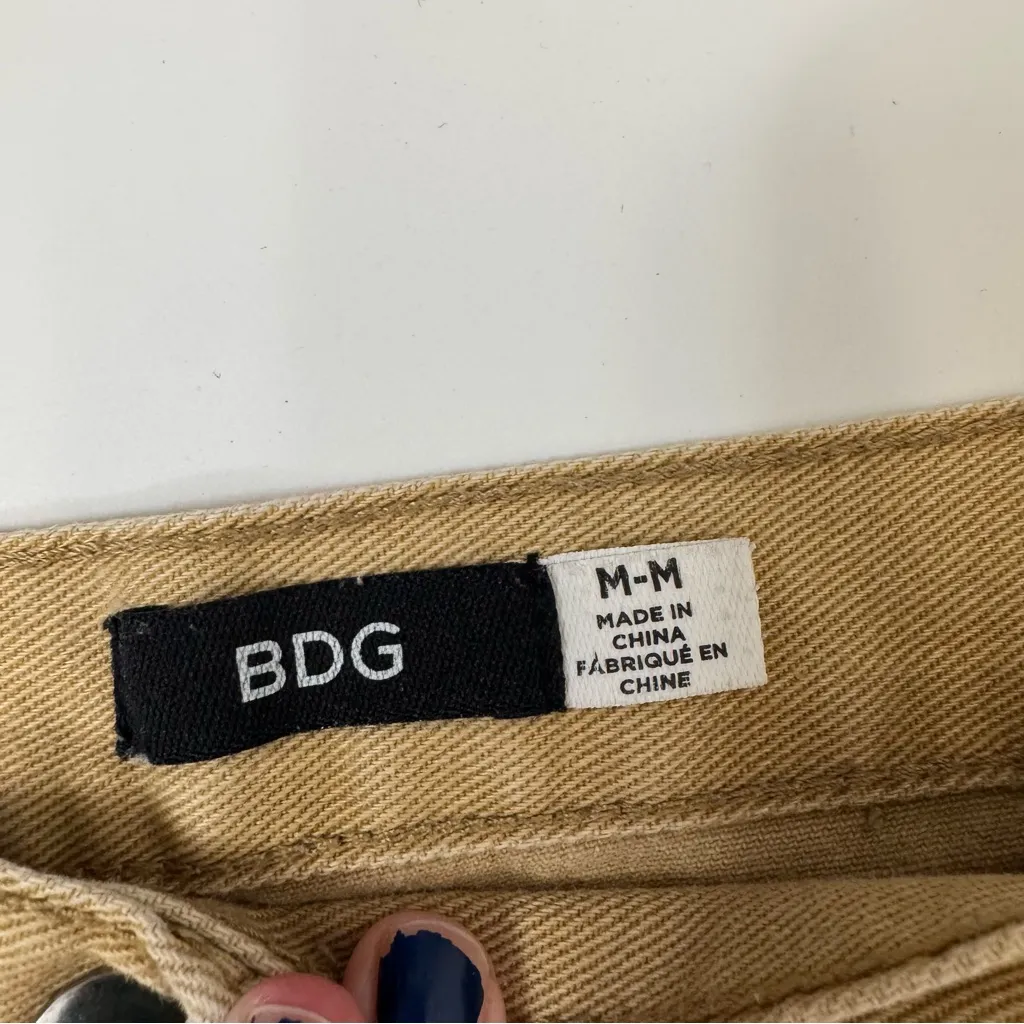 BDG
M-M
MADE IN
CHINA
FABRIQUÉ EN
CHINE